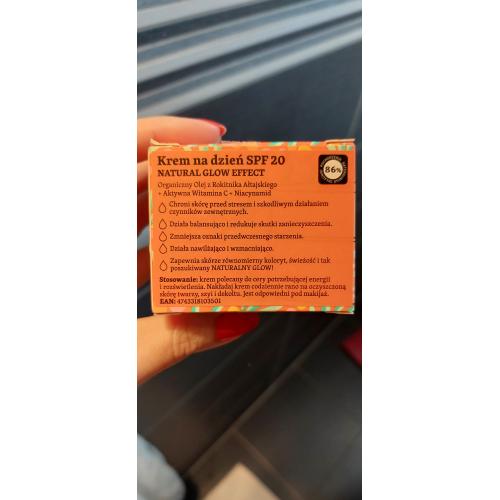 Krem na dzień SPF 20
NATURAL GLOW EFFECT
Organiczny Olej z Rokitnika Ałtajskiego
+ Aktywna Witamina C + Niacynamid
Chroni skórę przed stresem i szkodliwym działaniem
czynników zewnętrznych.
Działa balansująco i redukuje skutki zanieczyszczenia.
Zmniejsza oznaki przedwczesnego starzenia.
Działa nawilżająco i wzmacniająco.
Zapewnia skórze równomierny koloryt, świeżość i tak
poszukiwany NATURALNY GLOW!
Stosowanie: krem polecany do cery potrzebującej energii
i rozświetlenia. Nakładaj krem codziennie rano na oczyszczoną
skórę twarzy, szyi i dekoltu. Jest odpowiedni pod makijaż.
EAN: 4743318103501
86%